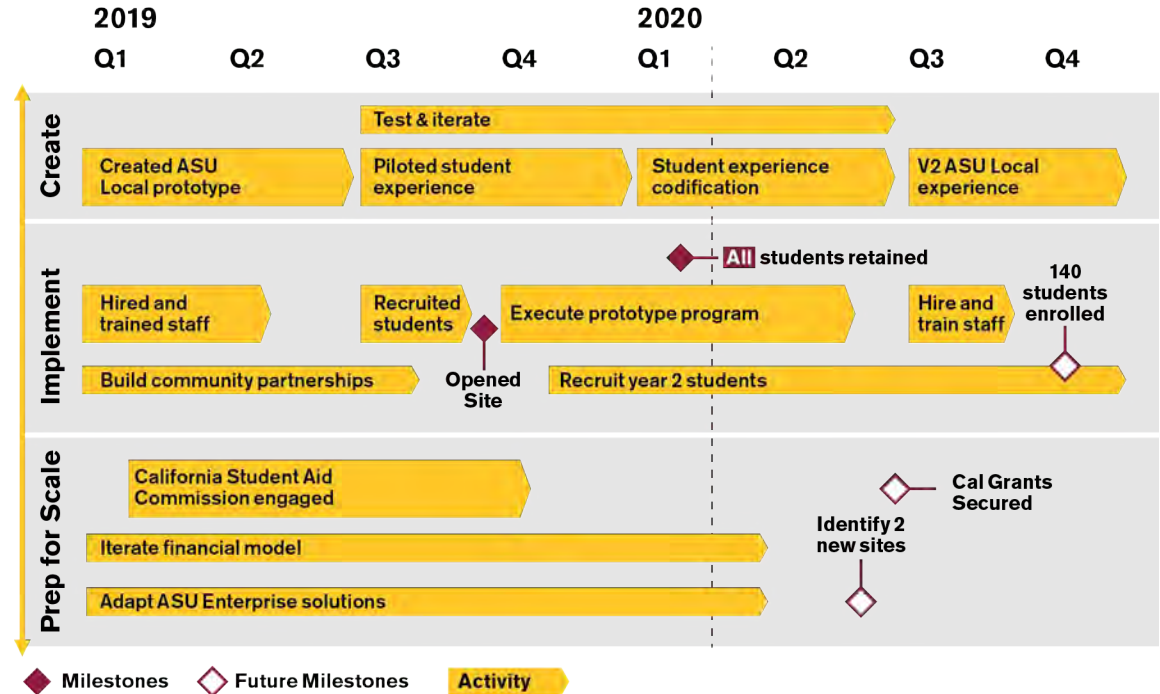 2019
2020
Q1
Q2
Q3
Q4
Q1
Q2
Q3
Q4
Create
Test & iterate
Created ASU
Local prototype
Piloted student
experience
Student experience
codification
V2 ASU Local
experience
Implement
All students retained
140
students
enrolled
Hired and
trained staff
Recruited
students
Execute prototype program
Hire and
train staff
Build community partnerships
Opened
Site
Recruit year 2 students
Prep for Scale
California Student Aid
Commission engaged
Cal Grants
Secured
Identify 2
new sites
Iterate financial model
Adapt ASU Enterprise solutions
Milestones
Future Milestones
Activity